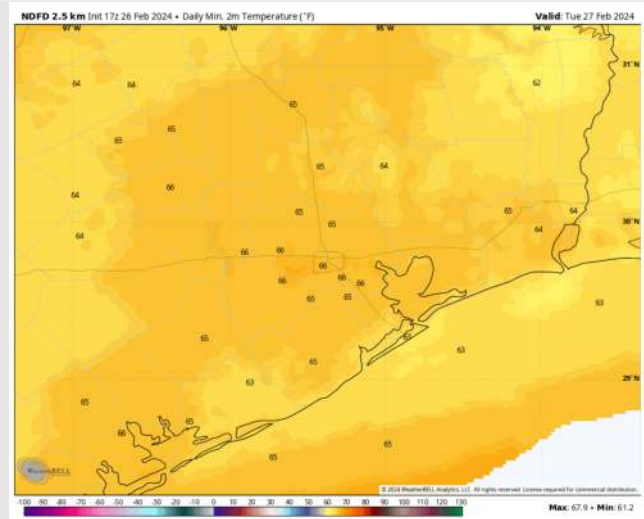 NDFD 2.5 km Init 17z 26 Feb 2024 • Daily Min. 2m Temperature (°F) Valid: Tue 27 Feb 2024
97°W 96°W 95°W 94°W
31°N
64 64 62
65
65
65
65 64
66
64
65 65 64
65
30°N
64 64
66 66
66
66 66 66
65 65
63
63
65
63
65
63
29°N
65
65
66
65
65
WeatherBELL
© 2024 WeatherBELL Analytics, LLC. All rights reserved. License required for commercial distribution.
-100 -90 -80 -70 -60 -50 -40 -30 -20 -10 0 10 20 30 40 50 60 70 80 90 100 110 120 130
Max: 67.9 • Min: 61.2